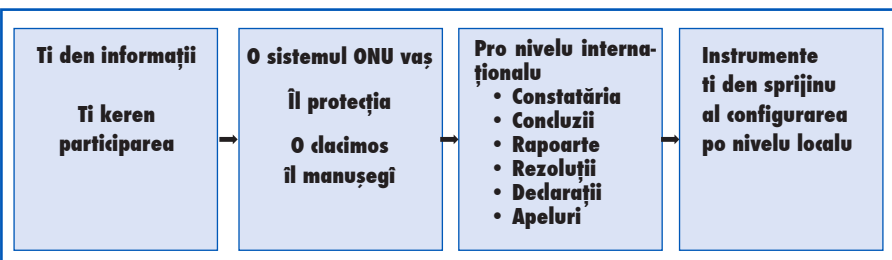 Ti den informații
Ti keren
participarea
O sistemul ONU vaș
Îl protecția
O clacimos
îl manușegî
Pro nivelu interna-
ționalu
• Constatăria
• Concluzii
• Rapoarte
• Rezoluții
• Declarații
• Apeluri
Instrumente
ti den sprijinu
al configurarea
po nivelu localu